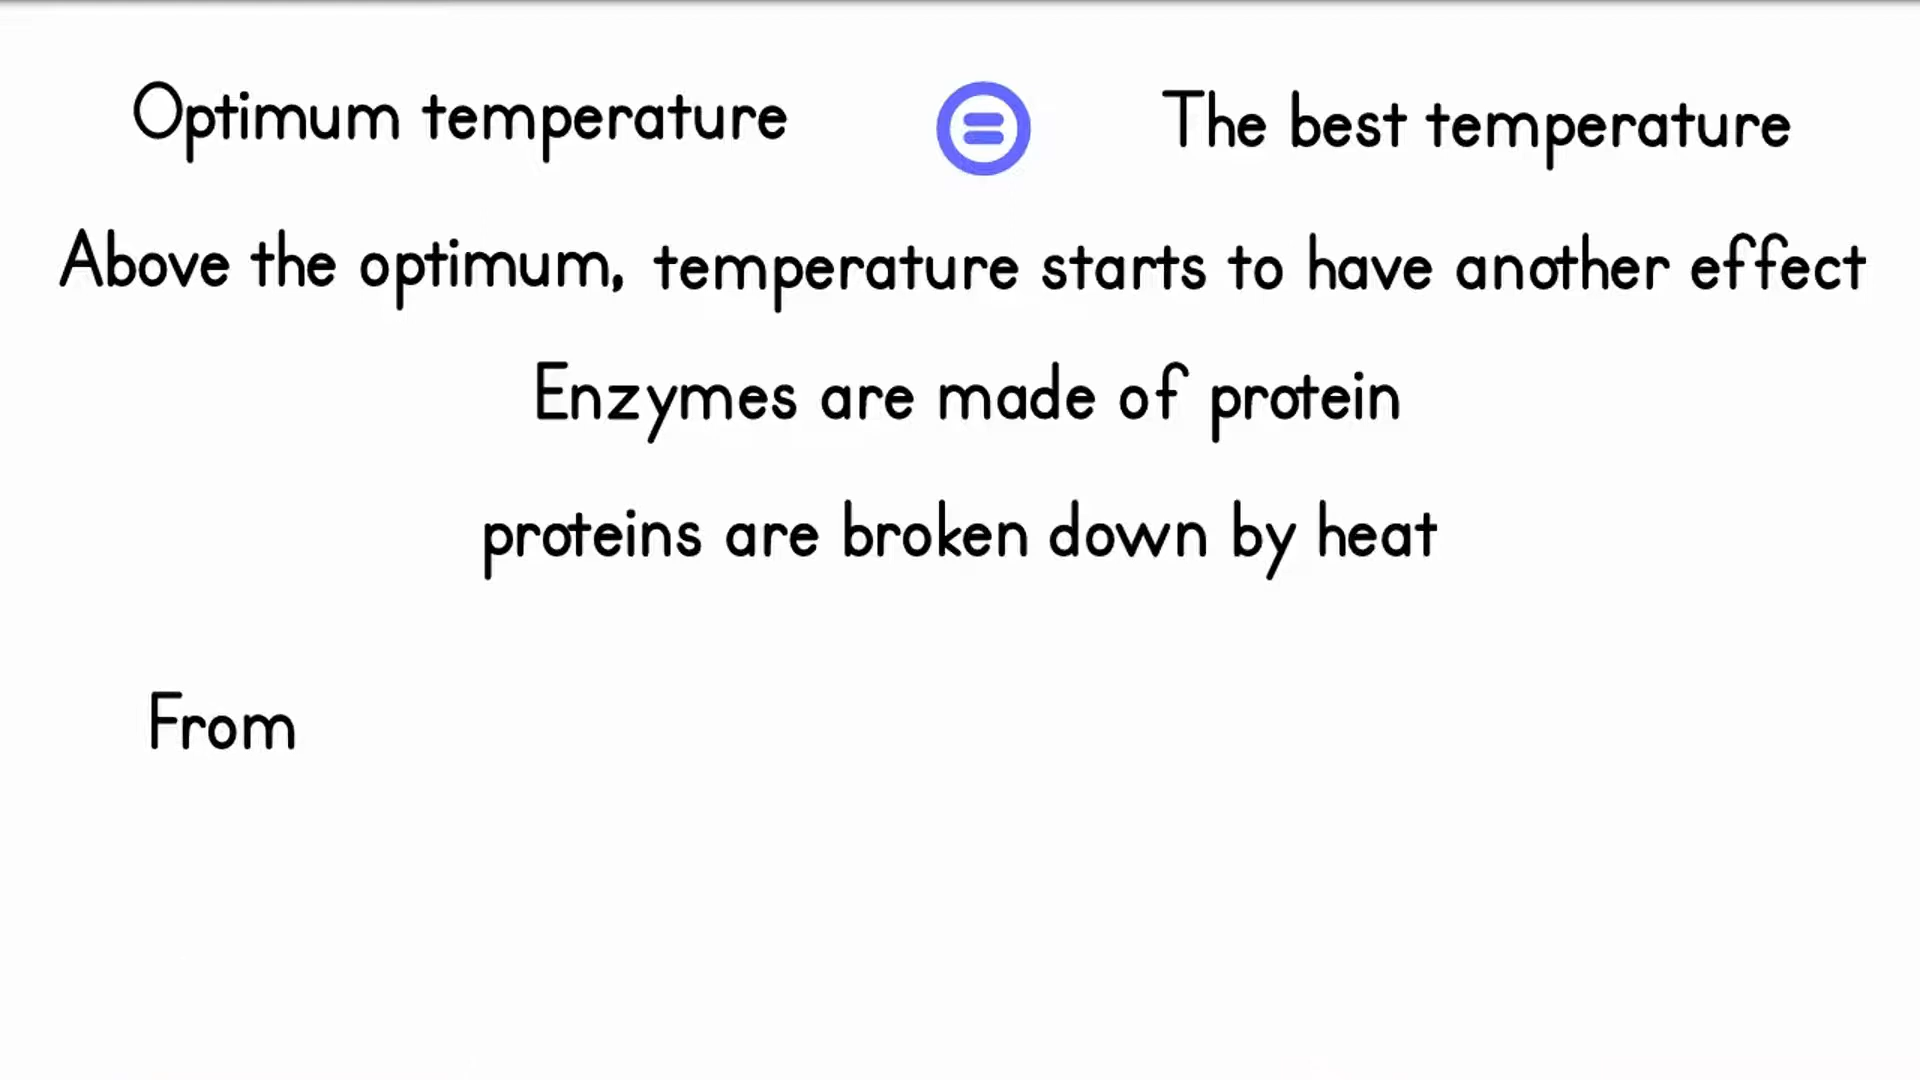 Optimum temperature = The best temperature
Above the optimum, temperature starts to have another effect
Enzymes are made of protein
proteins are broken down by heat
From